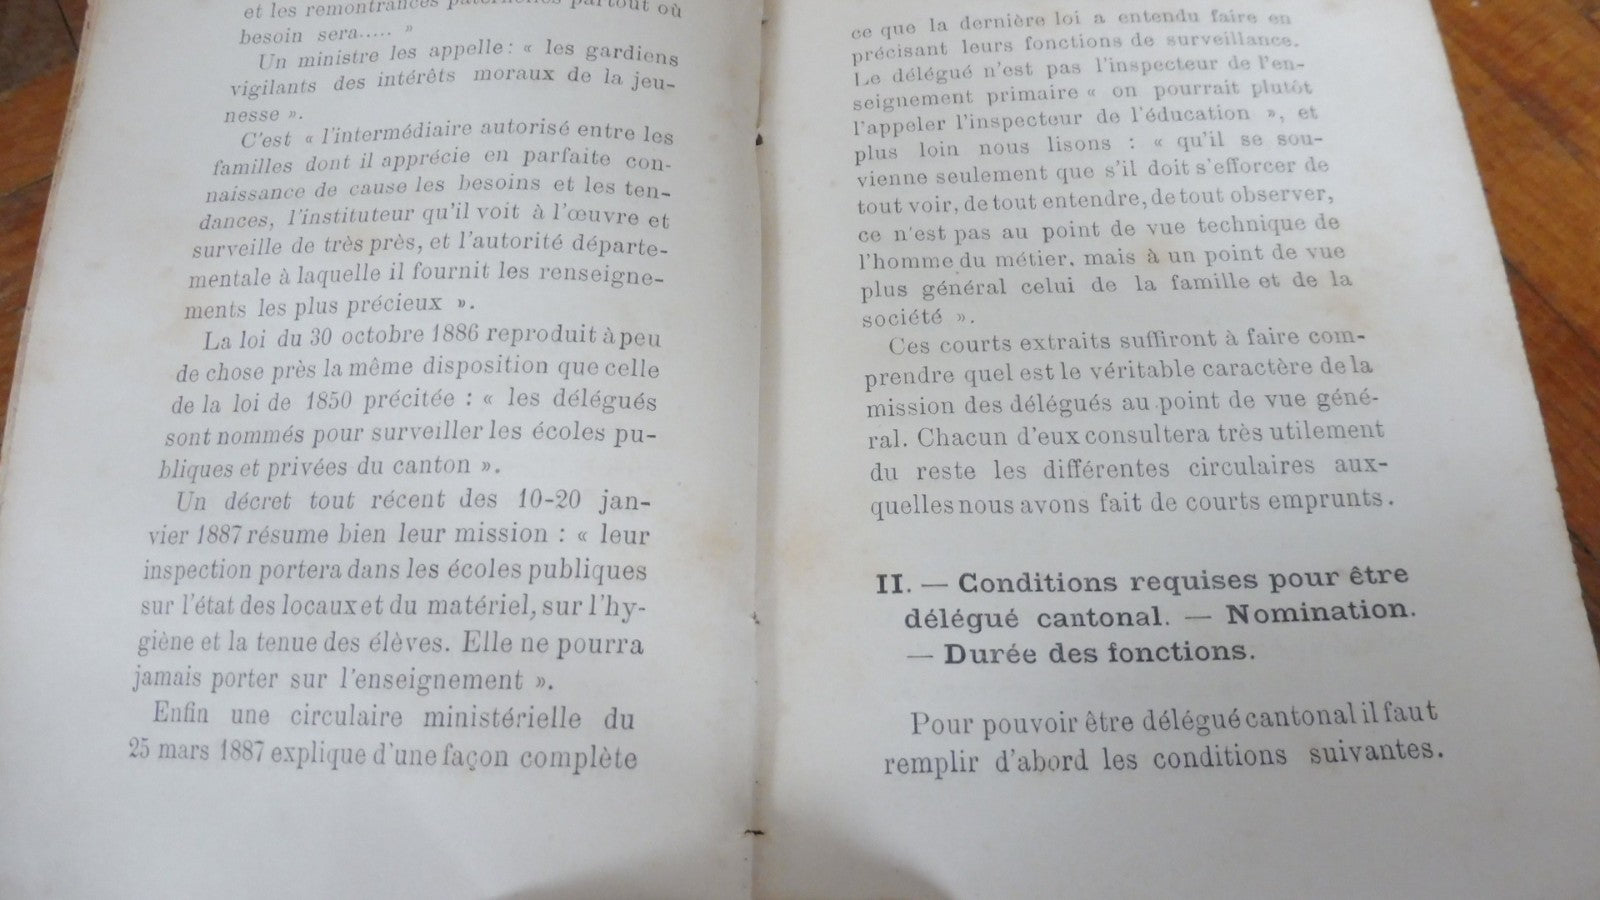 et les remontrances paternelles partout où
besoin sera..... »
Un ministre les appelle : « les gardiens
vigilants des intérêts moraux de la jeu-
nesse ».
C'est « l'intermédiaire autorisé entre les
familles dont il apprécie en parfaite con-
naissance de cause les besoins et les ten-
dances, l'instituteur qu'il voit à l'œuvre et
surveille de très près, et l'autorité départe-
mentale à laquelle il fournit les renseigne-
ments les plus précieux ».
La loi du 30 octobre 1886 reproduit à peu
de chose près la même disposition que celle
de la loi de 1850 précitée : « les délégués
sont nommés pour surveiller les écoles pu-
bliques et privées du canton ».
Un décret tout récent des 10-20 jan-
vier 1887 résume bien leur mission : « leur
inspection portera dans les écoles publiques
sur l'état des locaux et du matériel, sur l'hy-
giène et la tenue des élèves. Elle ne pourra
jamais porter sur l'enseignement ».
Enfin une circulaire ministérielle du
25 mars 1887 explique d'une façon complète
ce que la dernière loi a entendu faire en
précisant leurs fonctions de surveillance.
Le délégué n'est pas l'inspecteur de l'en-
seignement primaire « on pourrait plutôt
l'appeler l'inspecteur de l'éducation », et
plus loin nous lisons : « qu'il se sou-
vienne seulement que s'il doit s'efforcer de
tout voir, de tout entendre, de tout observer,
ce n'est pas au point de vue technique de
l'homme du métier. mais à un point de vue
plus général celui de la famille et de la
société ».
Ces courts extraits suffiront à faire com-
prendre quel est le véritable caractère de la
mission des délégués au point de vue géné-
ral. Chacun d'eux consultera très utilement
du reste les différentes circulaires aux-
quelles nous avons fait de courts emprunts.
II. — Conditions requises pour être
délégué cantonal. — Nomination.
— Durée des fonctions.
Pour pouvoir être délégué cantonal il faut
remplir d'abord les conditions suivantes.